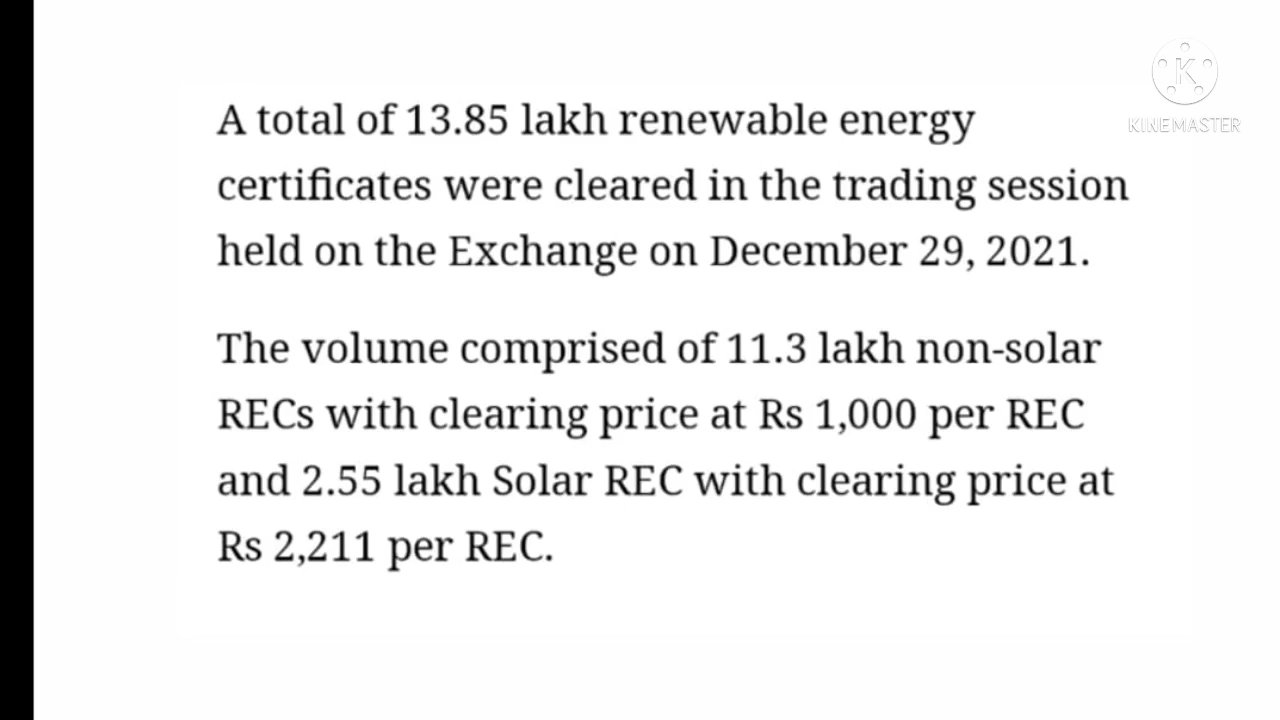 A total of 13.85 lakh renewable energy
certificates were cleared in the trading session
held on the Exchange on December 29, 2021.
The volume comprised of 11.3 lakh non-solar
RECs with clearing price at Rs 1,000 per REC
and 2.55 lakh Solar REC with clearing price at
Rs 2,211 per REC.
K
KINEMASTER